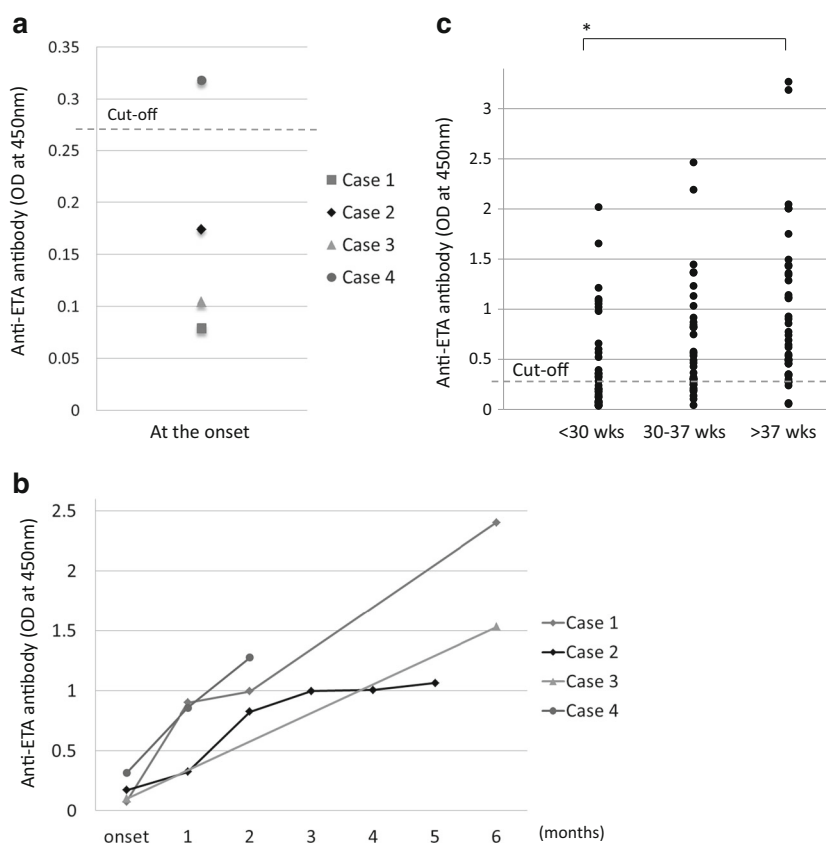 a
0.35
0.3
0.25
0.2
0.15
0.1
0.05
0
Anti-ETA antibody (OD at 450nm)
Cut-off
At the onset
Case 1
Case 2
Case 3
Case 4
c
*
3
2.5
2
1.5
1
0.5
0
Anti-ETA antibody (OD at 450nm)
Cut-off
<30 wks 30-37 wks >37 wks
b
2.5
2
1.5
1
0.5
0
Anti-ETA antibody (OD at 450nm)
onset 1 2 3 4 5 6 (months)
Case 1
Case 2
Case 3
Case 4